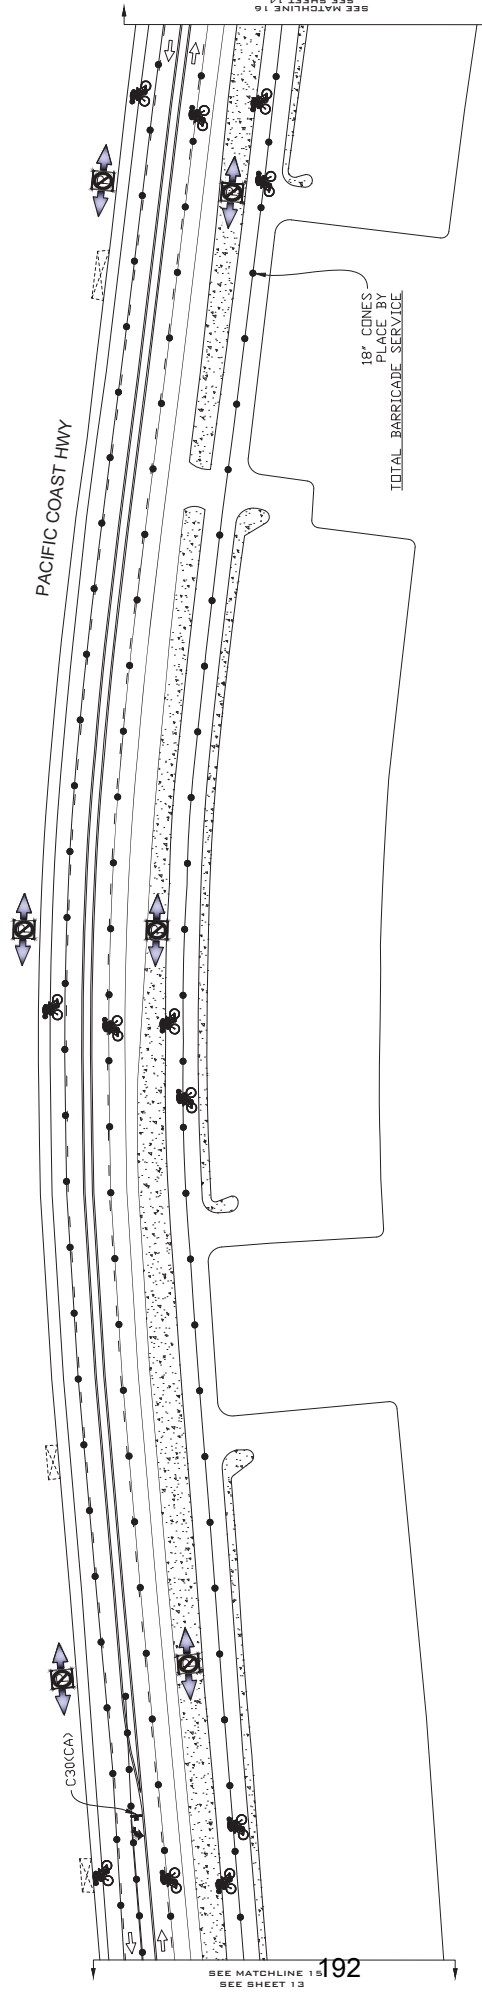 SEE MATCHLINE 16
SEE SHEET 14
18" CONES
PLACE BY
TOTAL BARRICADE SERVICE
PACIFIC COAST HWY
C30(CA)
SEE MATCHLINE 15
192
SEE SHEET 13